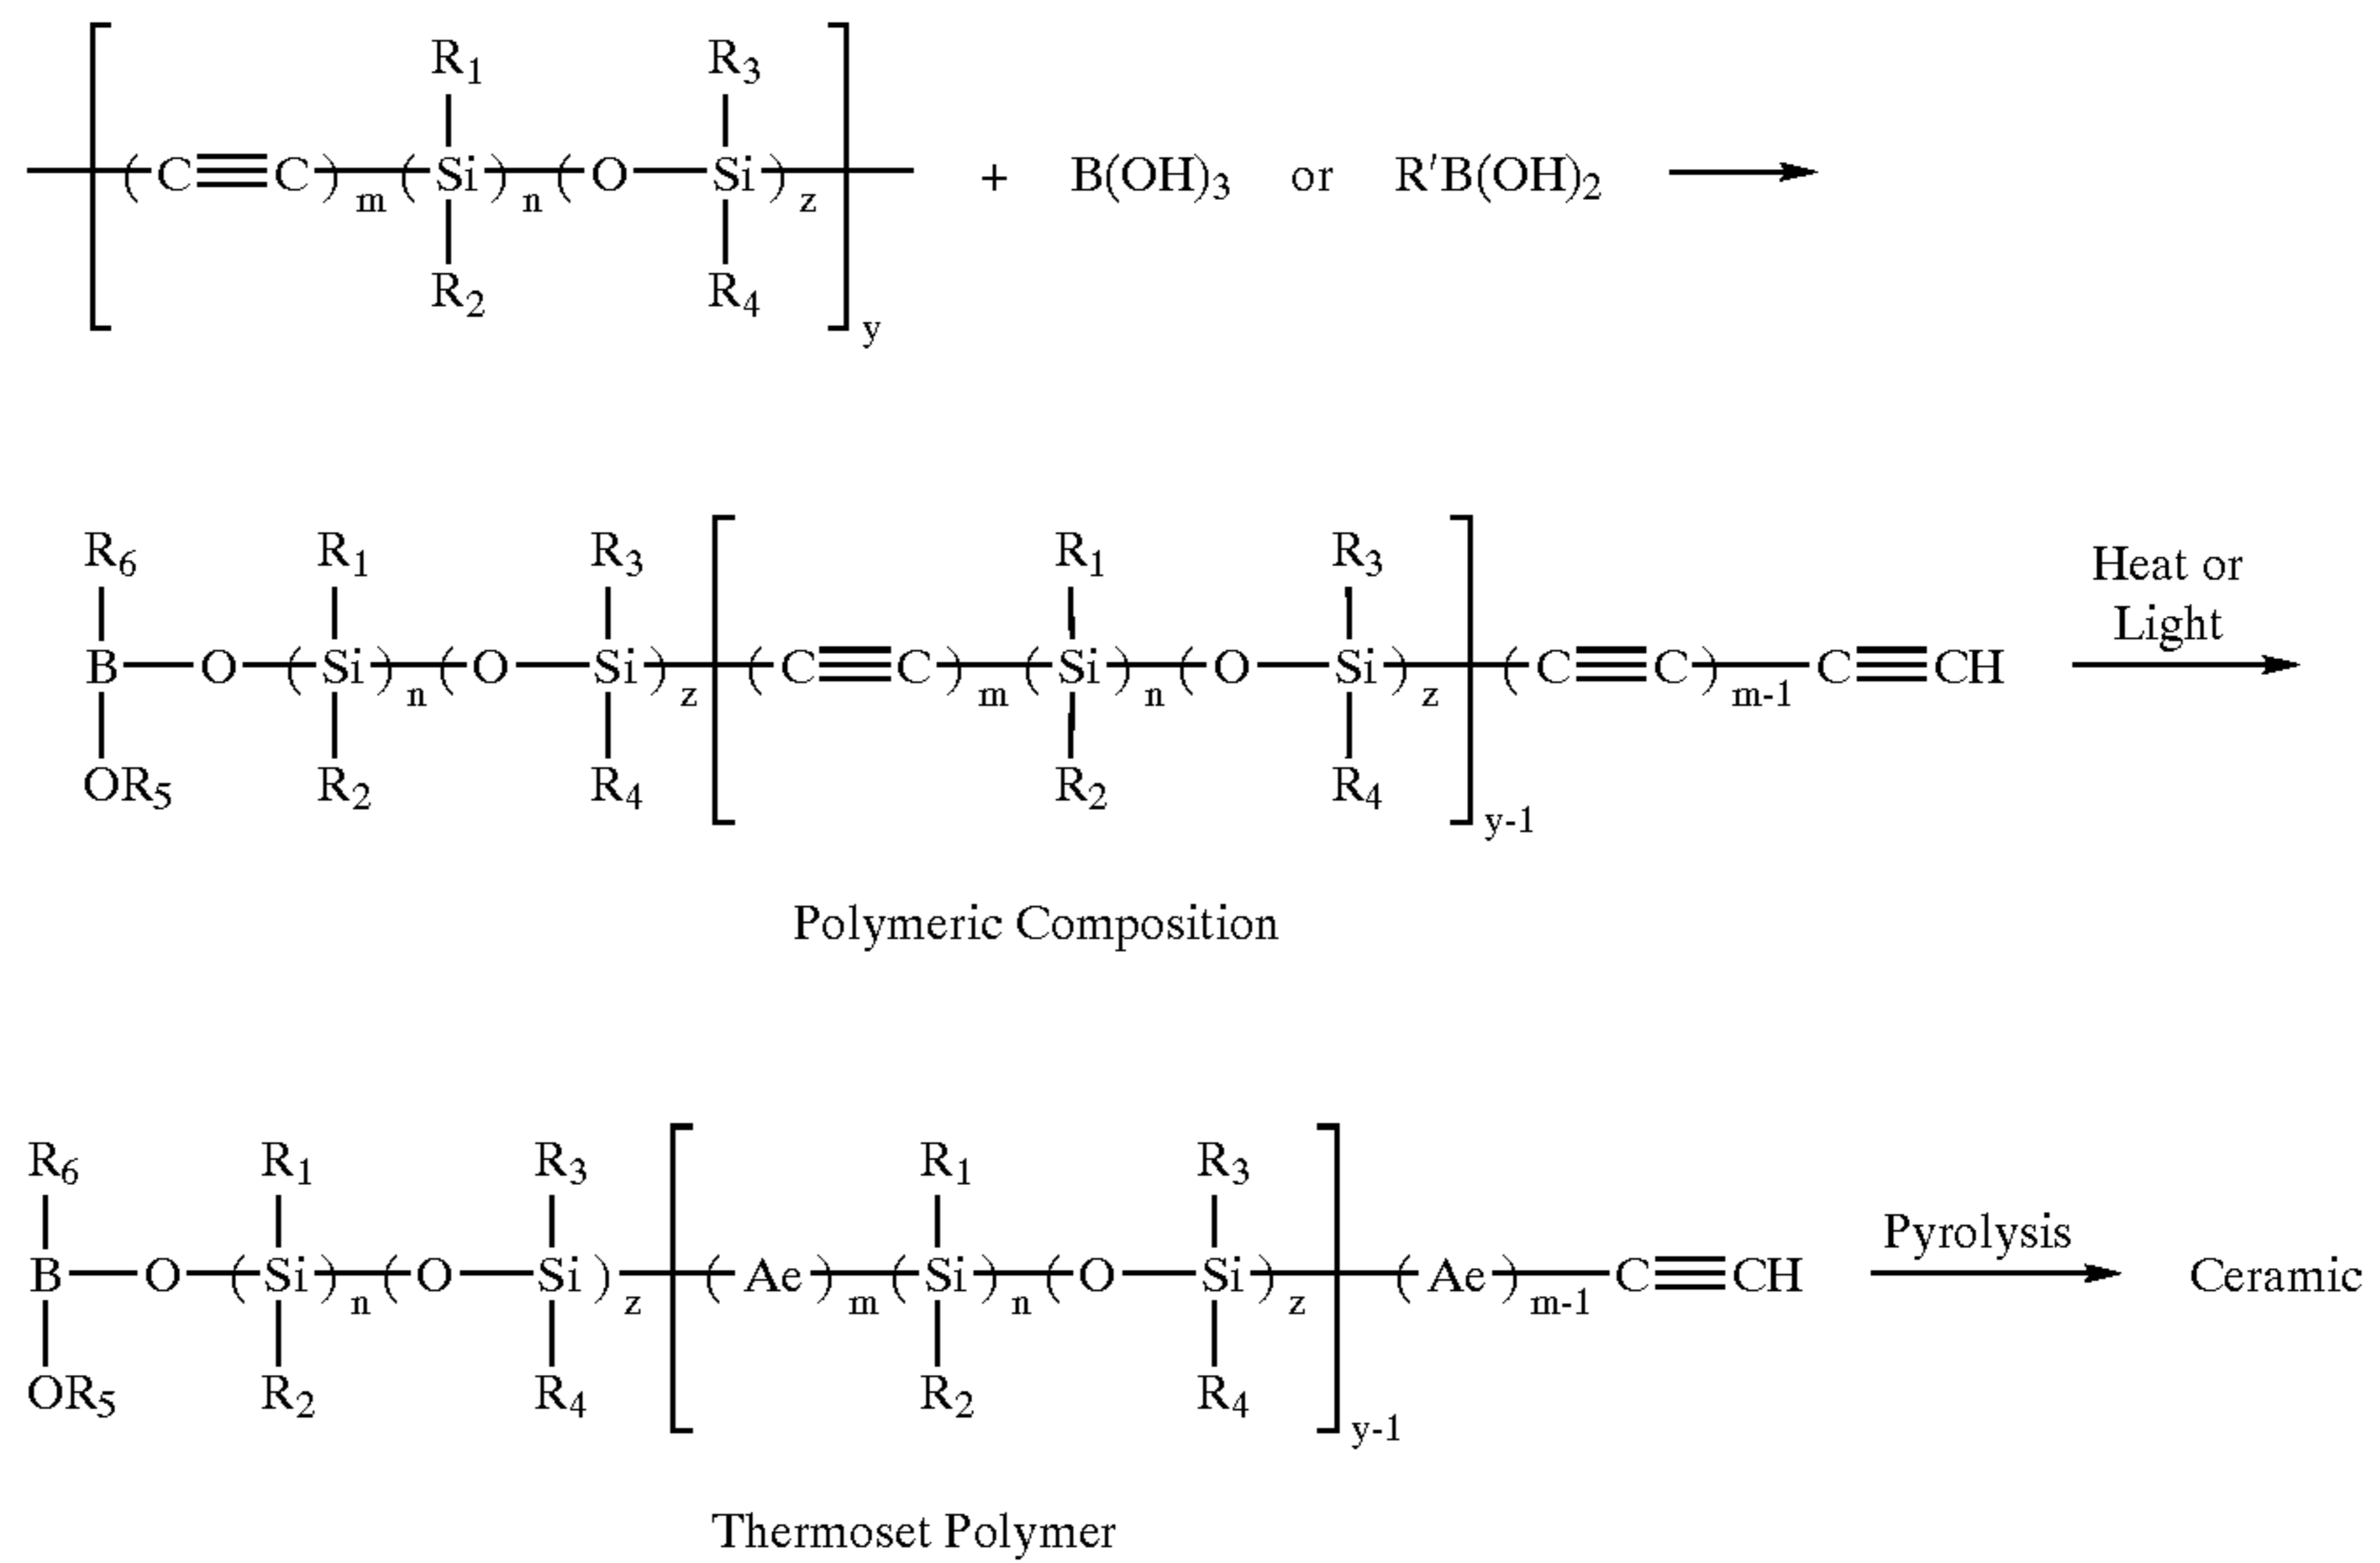 R₁ R₃
( C≡C )ₘ ( Si )ₙ ( O — Si )z + B(OH)₃ or R'B(OH)₂
R₂ R₄
y
R₆ R₁ R₃ R₁ R₃ Heat or
Light
B — O — ( Si )ₙ ( O — Si )z ( C≡C )ₘ ( Si )ₙ ( O — Si )z ( C≡C )ₘ₋₁ C≡CH
OR₅ R₂ R₄ R₂ R₄
y-1
Polymeric Composition
R₆ R₁ R₃ R₁ R₃
Pyrolysis
B — O — ( Si )ₙ ( O — Si )z ( Ae )ₘ ( Si )ₙ ( O — Si )z ( Ae )ₘ₋₁ C≡CH Ceramic
OR₅ R₂ R₄ R₂ R₄
y-1
Thermoset Polymer